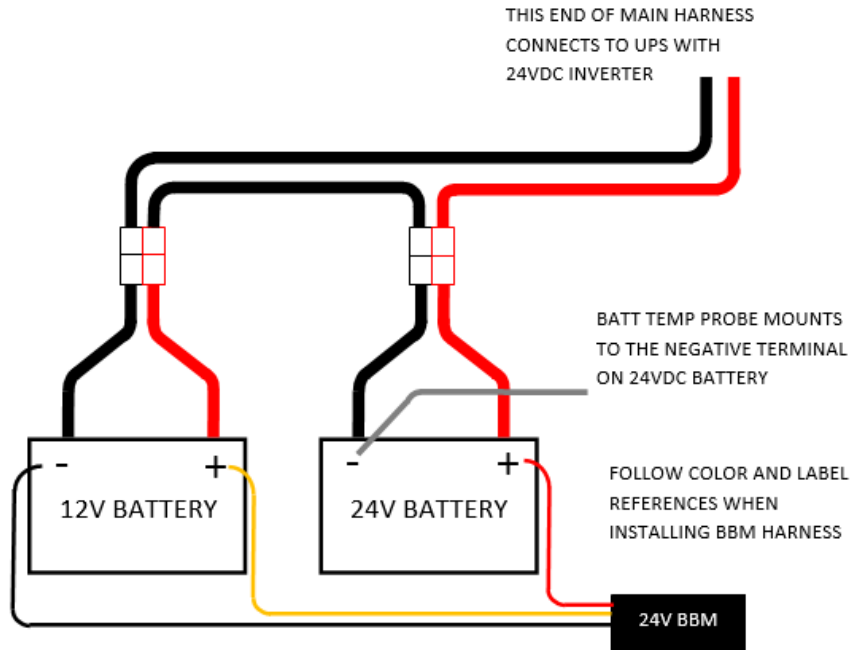 THIS END OF MAIN HARNESS
CONNECTS TO UPS WITH
24VDC INVERTER
BATT TEMP PROBE MOUNTS
TO THE NEGATIVE TERMINAL
ON 24VDC BATTERY
- +
12V BATTERY
- +
24V BATTERY
FOLLOW COLOR AND LABEL
REFERENCES WHEN
INSTALLING BBM HARNESS
24V BBM